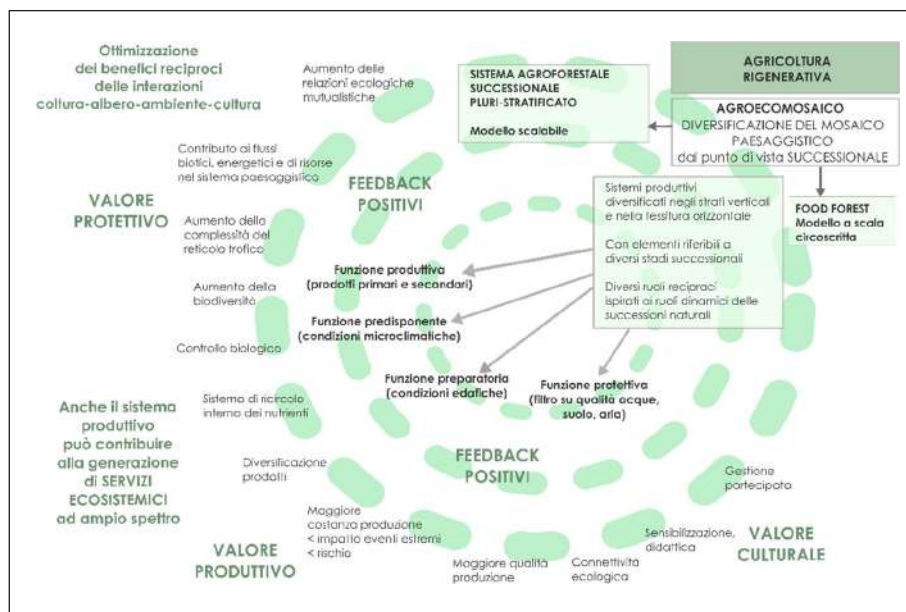 Ottimizzazione
dei benefici reciproci
delle interazioni
coltura-albero-ambiente-cultura
Aumento delle
relazioni ecologiche
mutualistiche
SISTEMA AGROFORESTALE
SUCCESSIONALE
PLURI-STRATIFICATO
Modello scalabile
AGRICOLTURA
RIGENERATIVA
AGROECOMOSAICO
DIVERSIFICAZIONE DEL MOSAICO
PAESAGGISTICO
dal punto di vista SUCCESSIONALE
FOOD FOREST
Modello a scala
circoscritta
Contributo ai flussi
biotici, energetici e di risorse
nel sistema paesaggistico
VALORE
PROTETTIVO
FEEDBACK
POSITIVI
Aumento della
complessità del
reticolo trofico
Sistemi produttivi
diversificati negli strati verticali
e nella tessitura orizzontale
Con elementi riferibili a
diversi stadi successionali
Diversi ruoli reciproci
ispirati ai ruoli dinamici delle
successioni naturali
Funzione produttiva
(prodotti primari e secondari)
Aumento della
biodiversità
Funzione predisponente
(condizioni microclimatiche)
Controllo biologico
Funzione preparatoria
(condizioni edafiche)
Funzione protettiva
(filtro su qualità acque,
suolo, aria)
Anche il sistema
produttivo
può contribuire
alla generazione
di SERVIZI
ECOSISTEMICI
ad ampio spettro
Sistema di ricircolo
interno dei nutrienti
Diversificazione
prodotti
FEEDBACK
POSITIVI
Gestione
partecipata
Maggiore
costanza produzione
< impatto eventi estremi
< rischio
VALORE
PRODUTTIVO
Maggiore qualità
produzione
Connettività
ecologica
Sensibilizzazione,
didattica
VALORE
CULTURALE